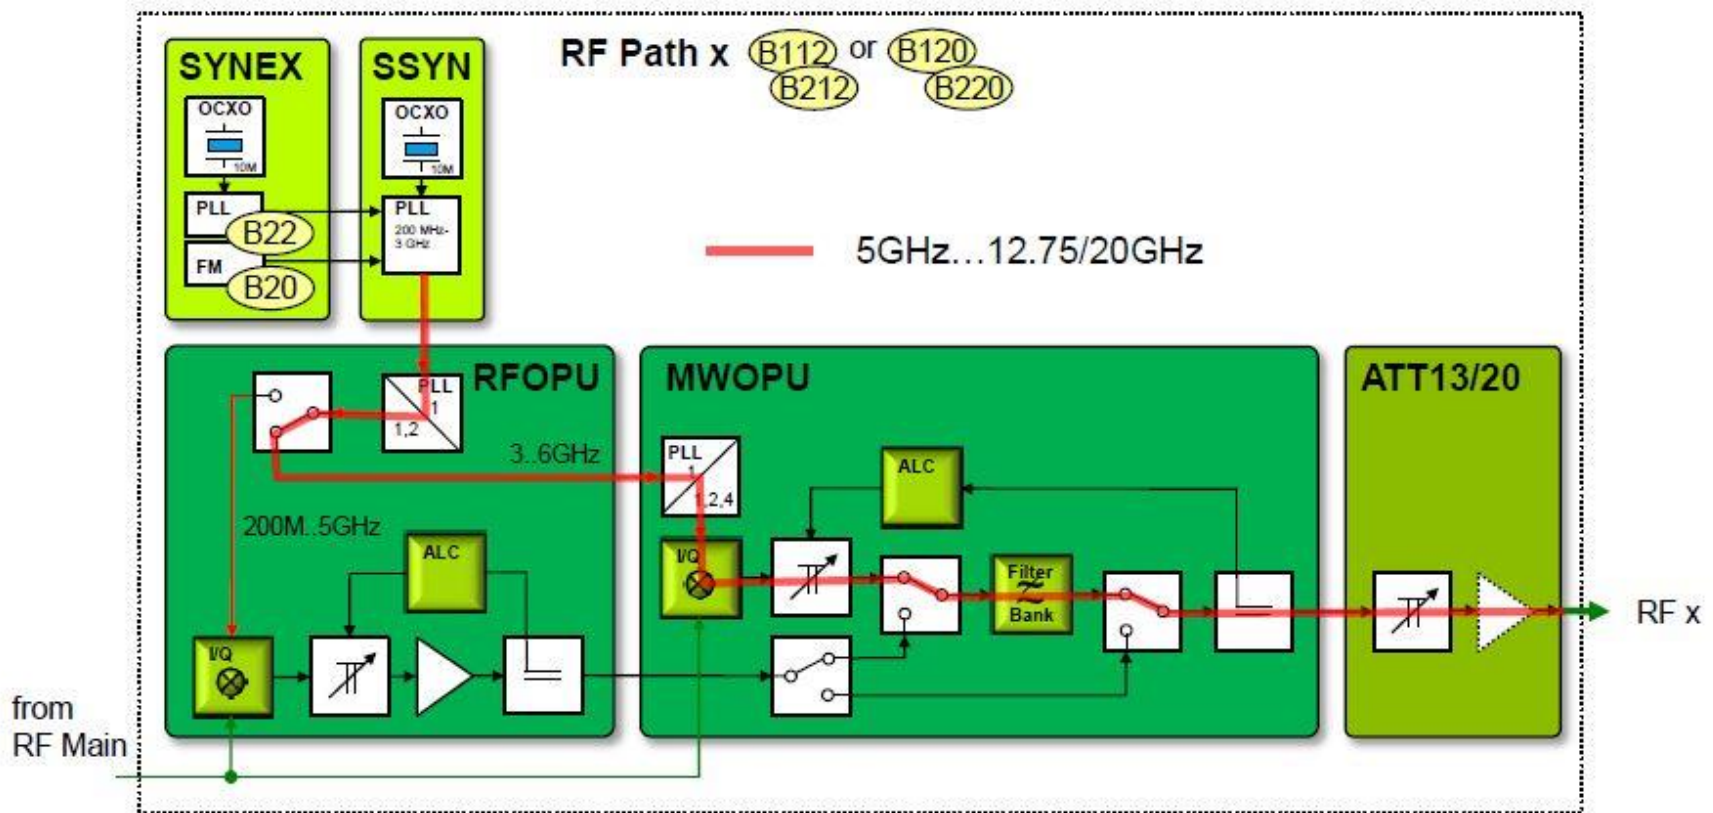 RF Path x B112 or B120
B212 B220
SYNEX
OCXO
10M
PLL
B22
FM
B20
SSYN
OCXO
10M
PLL
200 MHz-
3 GHz
5GHz...12.75/20GHz
RFOPU
PLL
1
1,2
3..6GHz
200M..5GHz
ALC
I/Q
MWOPU
PLL
1
1,2,4
ALC
I/Q
Filter
Bank
ATT13/20
RF x
from
RF Main